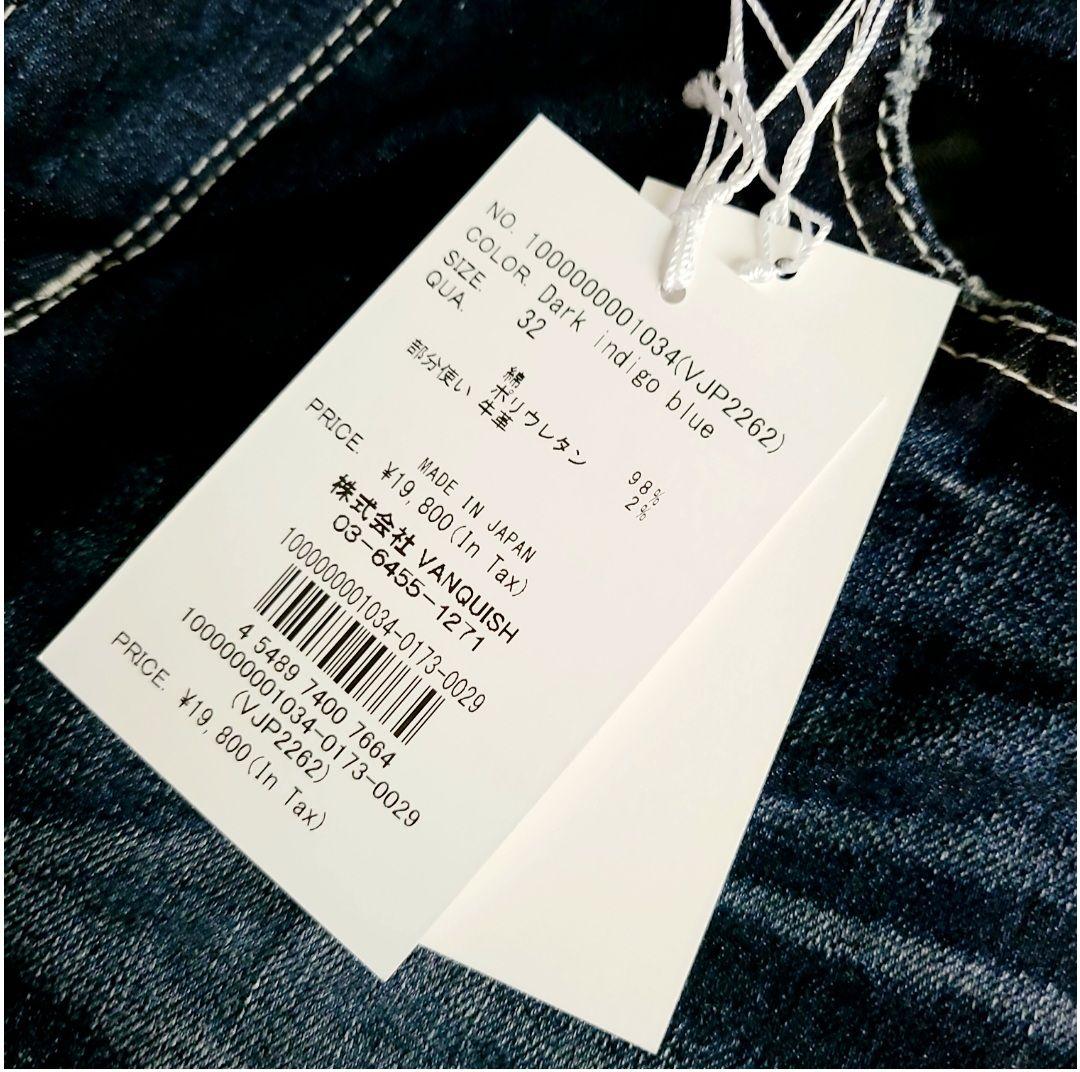 NO. 1000000001034(VJP2262)
COLOR. Dark indigo blue
SIZE. 32
QUA.
綿 98%
ポリウレタン 2%
部分使い 牛革
MADE IN JAPAN
PRICE. ¥19,800(In Tax)
株式会社 VANQUISH
03-6455-1271
1000000001034-0173-0029
4 5489 7400 7664
1000000001034-0173-0029
(VJP2262)
PRICE. ¥19,800(In Tax)